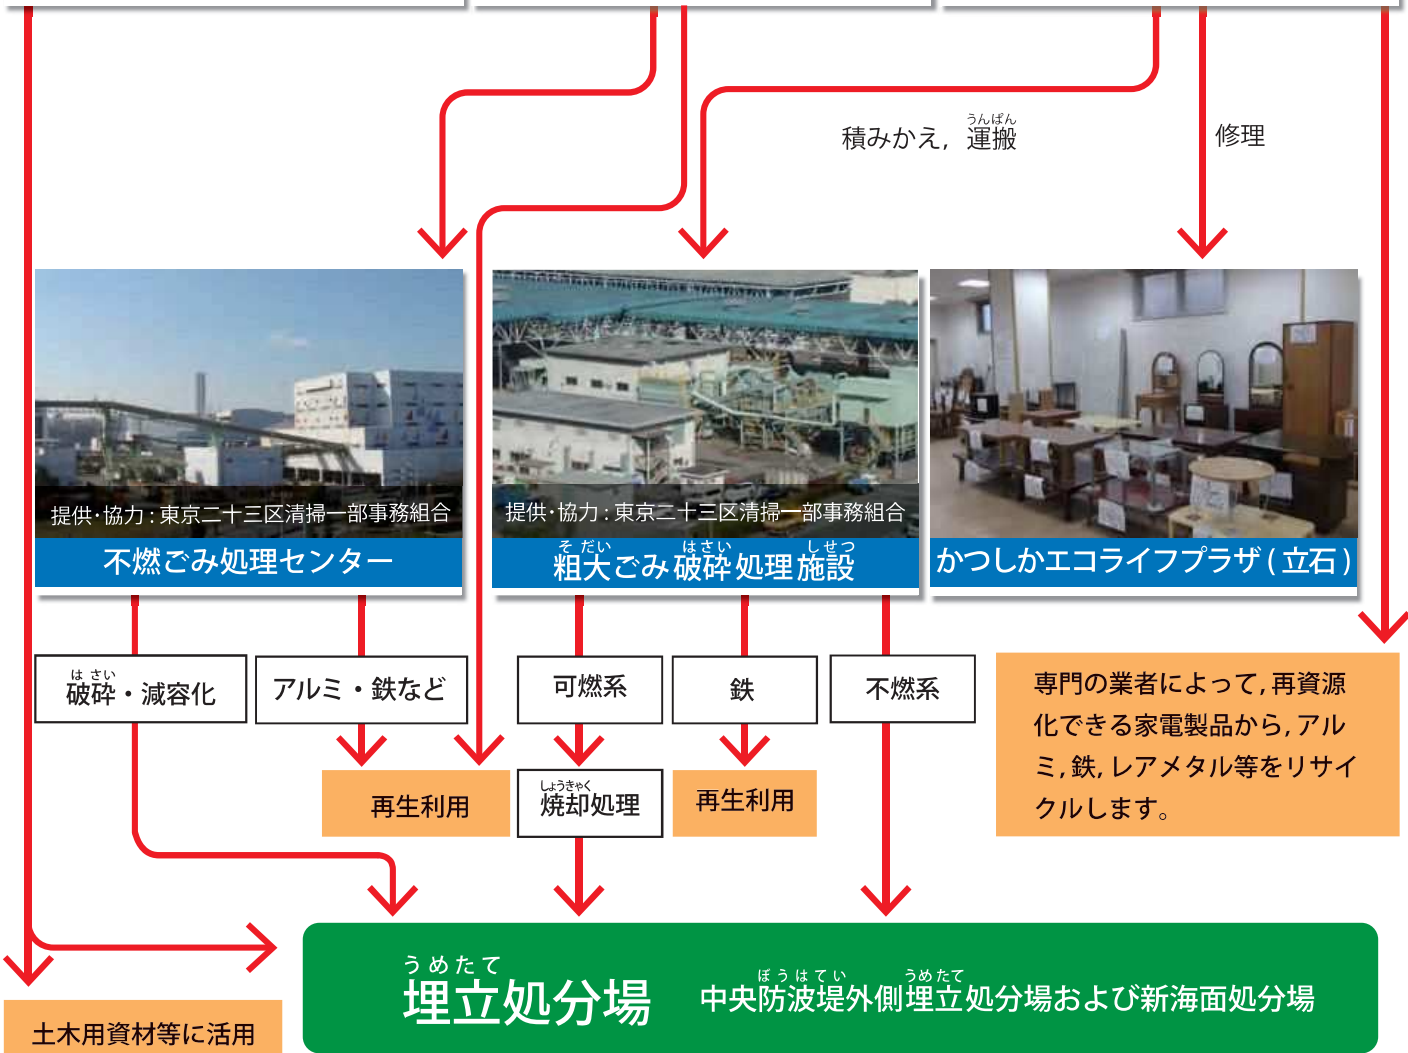 うんぱん
積みかえ, 運搬
修理
提供･協力：東京二十三区清掃一部事務組合
不燃ごみ処理センター
提供･協力：東京二十三区清掃一部事務組合
そ だい はさい しせつ
粗大ごみ破砕処理施設
かつしかエコライフプラザ(立石)
は さい
破砕・減容化
アルミ・鉄など
可燃系
鉄
不燃系
再生利用
しょうきゃく
焼却処理
再生利用
専門の業者によって, 再資源
化できる家電製品から, アル
ミ, 鉄, レアメタル等をリサイ
クルします。
うめたて
埋立処分場
ぼうはてい うめたて
中央防波堤外側埋立処分場および新海面処分場
土木用資材等に活用